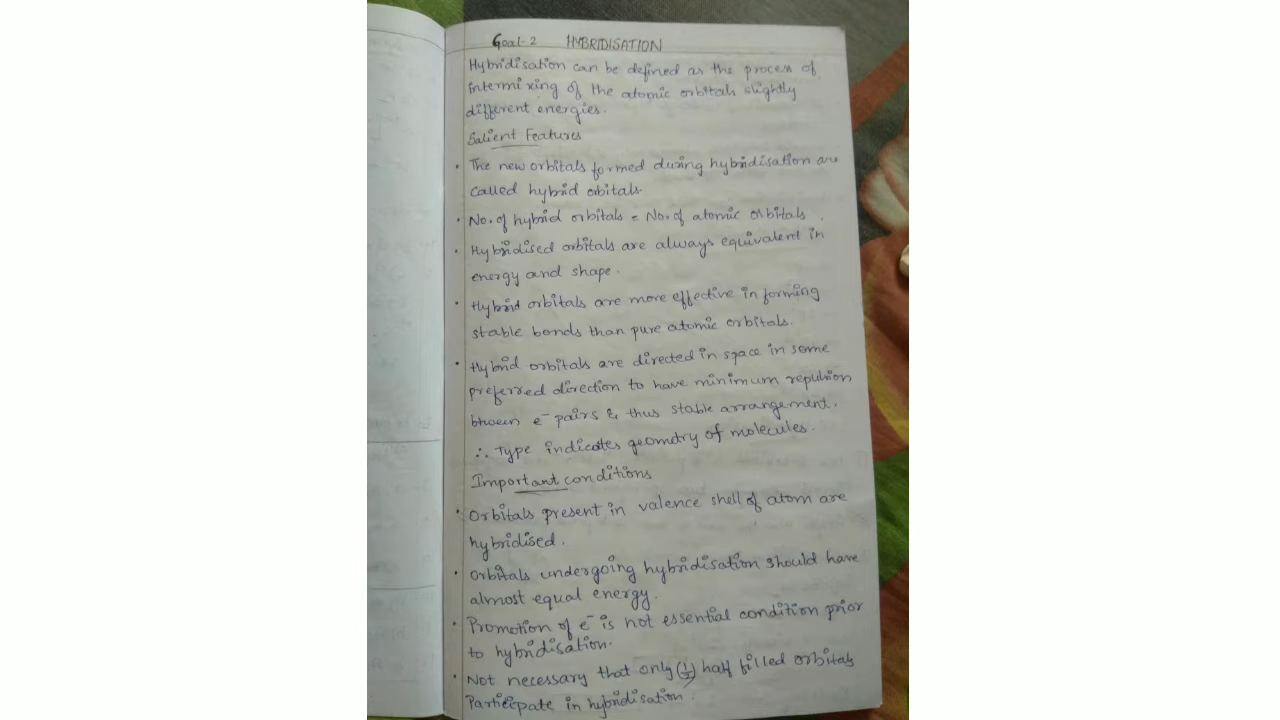 Goal-2 HYBRIDISATION
Hybridisation can be defined as the process of
intermixing of the atomic orbitals slightly
different energies.
Salient Features
• The new orbitals formed during hybridisation are
called hybrid orbitals.
• No. of hybrid orbitals = No. of atomic orbitals
• Hybridised orbitals are always equivalent in
energy and shape.
• Hybrid orbitals are more effective in forming
stable bonds than pure atomic orbitals.
• Hybrid orbitals are directed in space in some
preferred direction to have minimum repulsion
btween e⁻ pairs & thus stable arrangement.
∴ Type indicates geometry of molecules.
Important conditions
• Orbitals present in valence shell of atom are
hybridised.
• Orbitals undergoing hybridisation should have
almost equal energy.
• Promotion of e⁻ is not essential condition prior
to hybridisation.
• Not necessary that only (1/2) half filled orbitals
Participate in hybridisation.